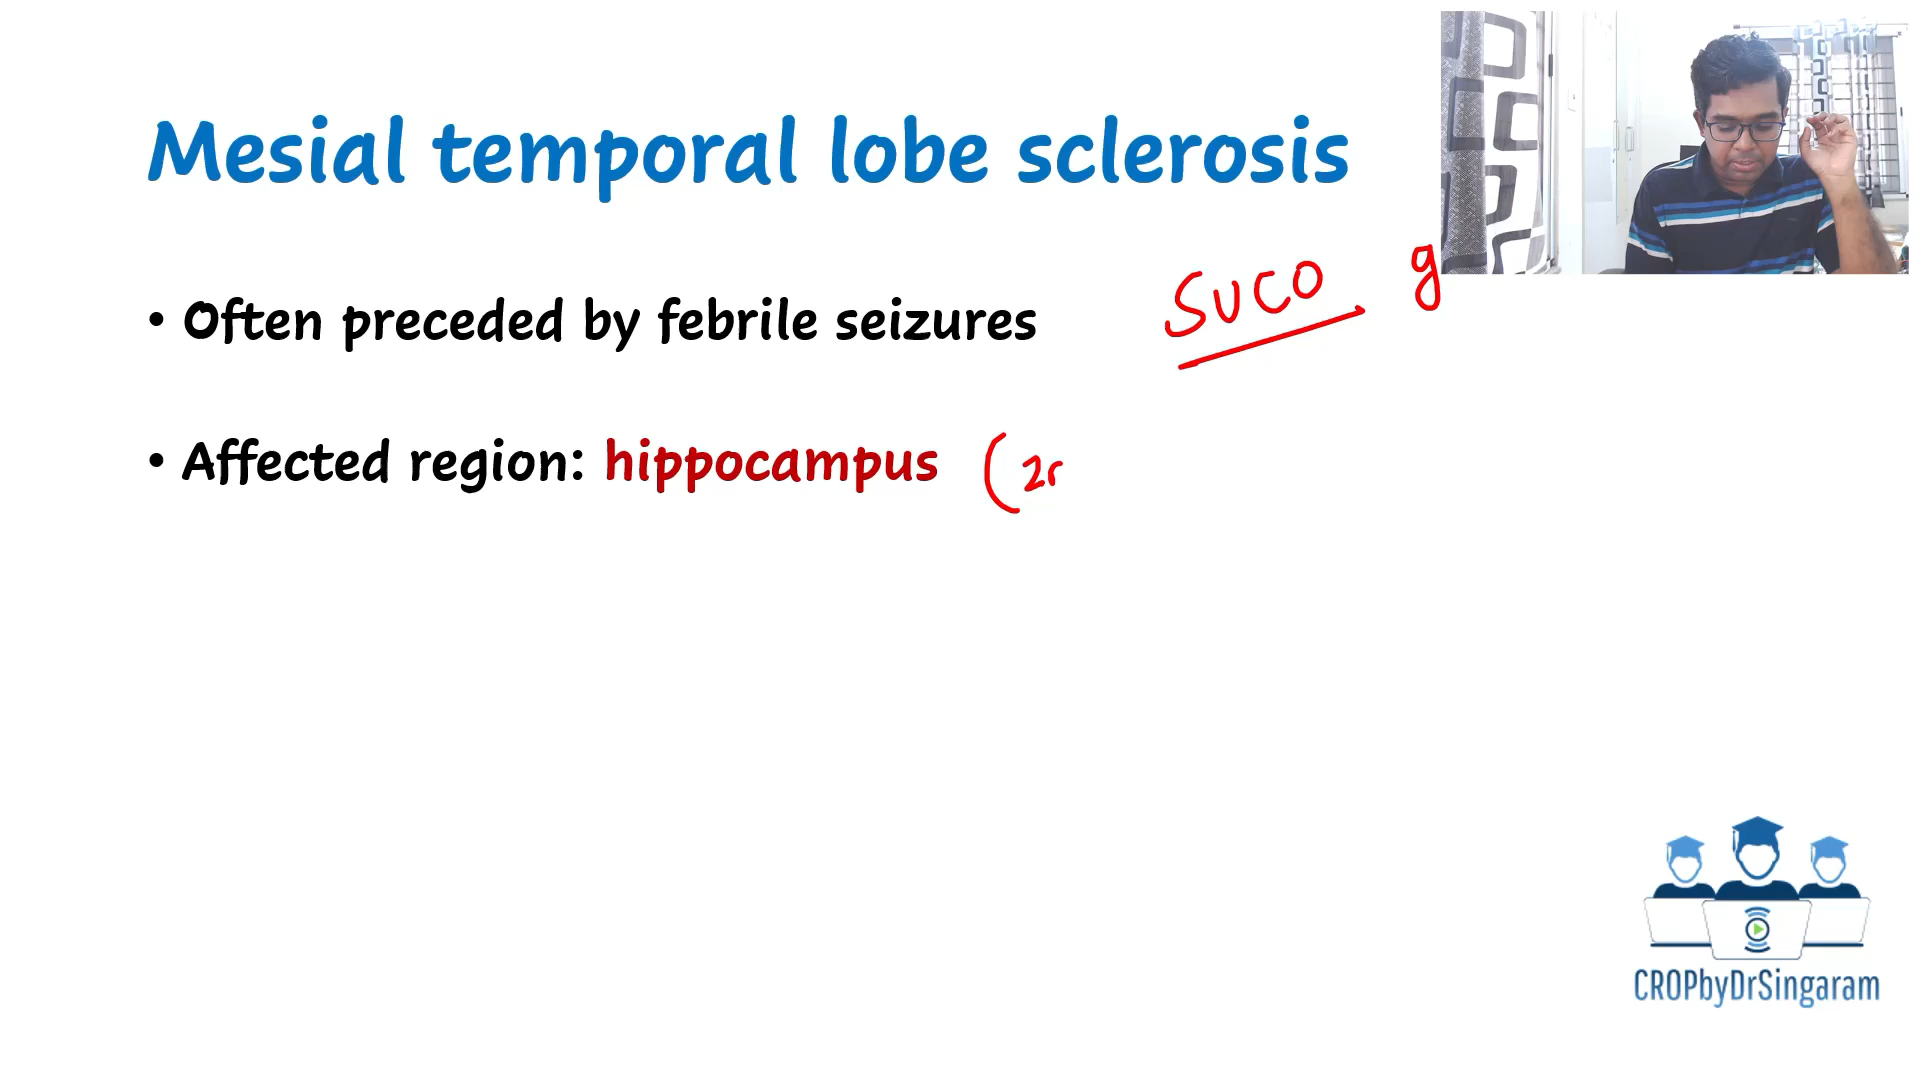 Mesial temporal lobe sclerosis
SUCO g
• Often preceded by febrile seizures
• Affected region: hippocampus (2r
CROPbyDrSingaram